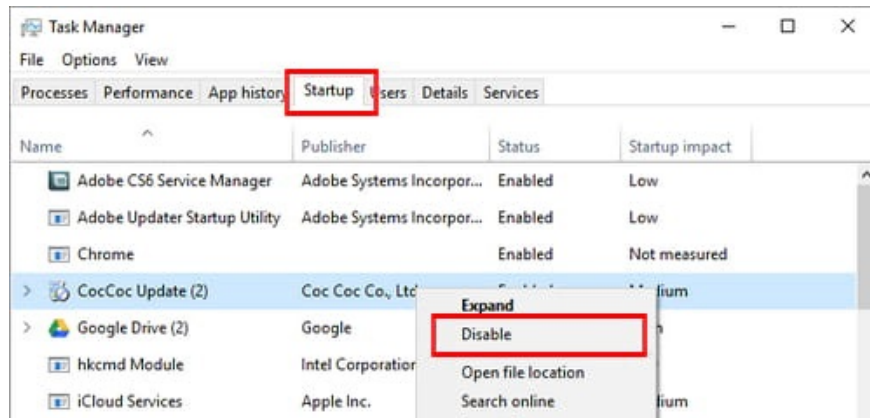 Task Manager
File Options View
Processes Performance App history Startup Users Details Services
Name Publisher Status Startup impact
Adobe CS6 Service Manager Adobe Systems Incorpor... Enabled Low
Adobe Updater Startup Utility Adobe Systems Incorpor... Enabled Low
Chrome Enabled Not measured
CocCoc Update (2) Coc Coc Co., Ltd
Expand
Google Drive (2) Google
Disable
hkcmd Module Intel Corporation
Open file location
iCloud Services Apple Inc.
Search online